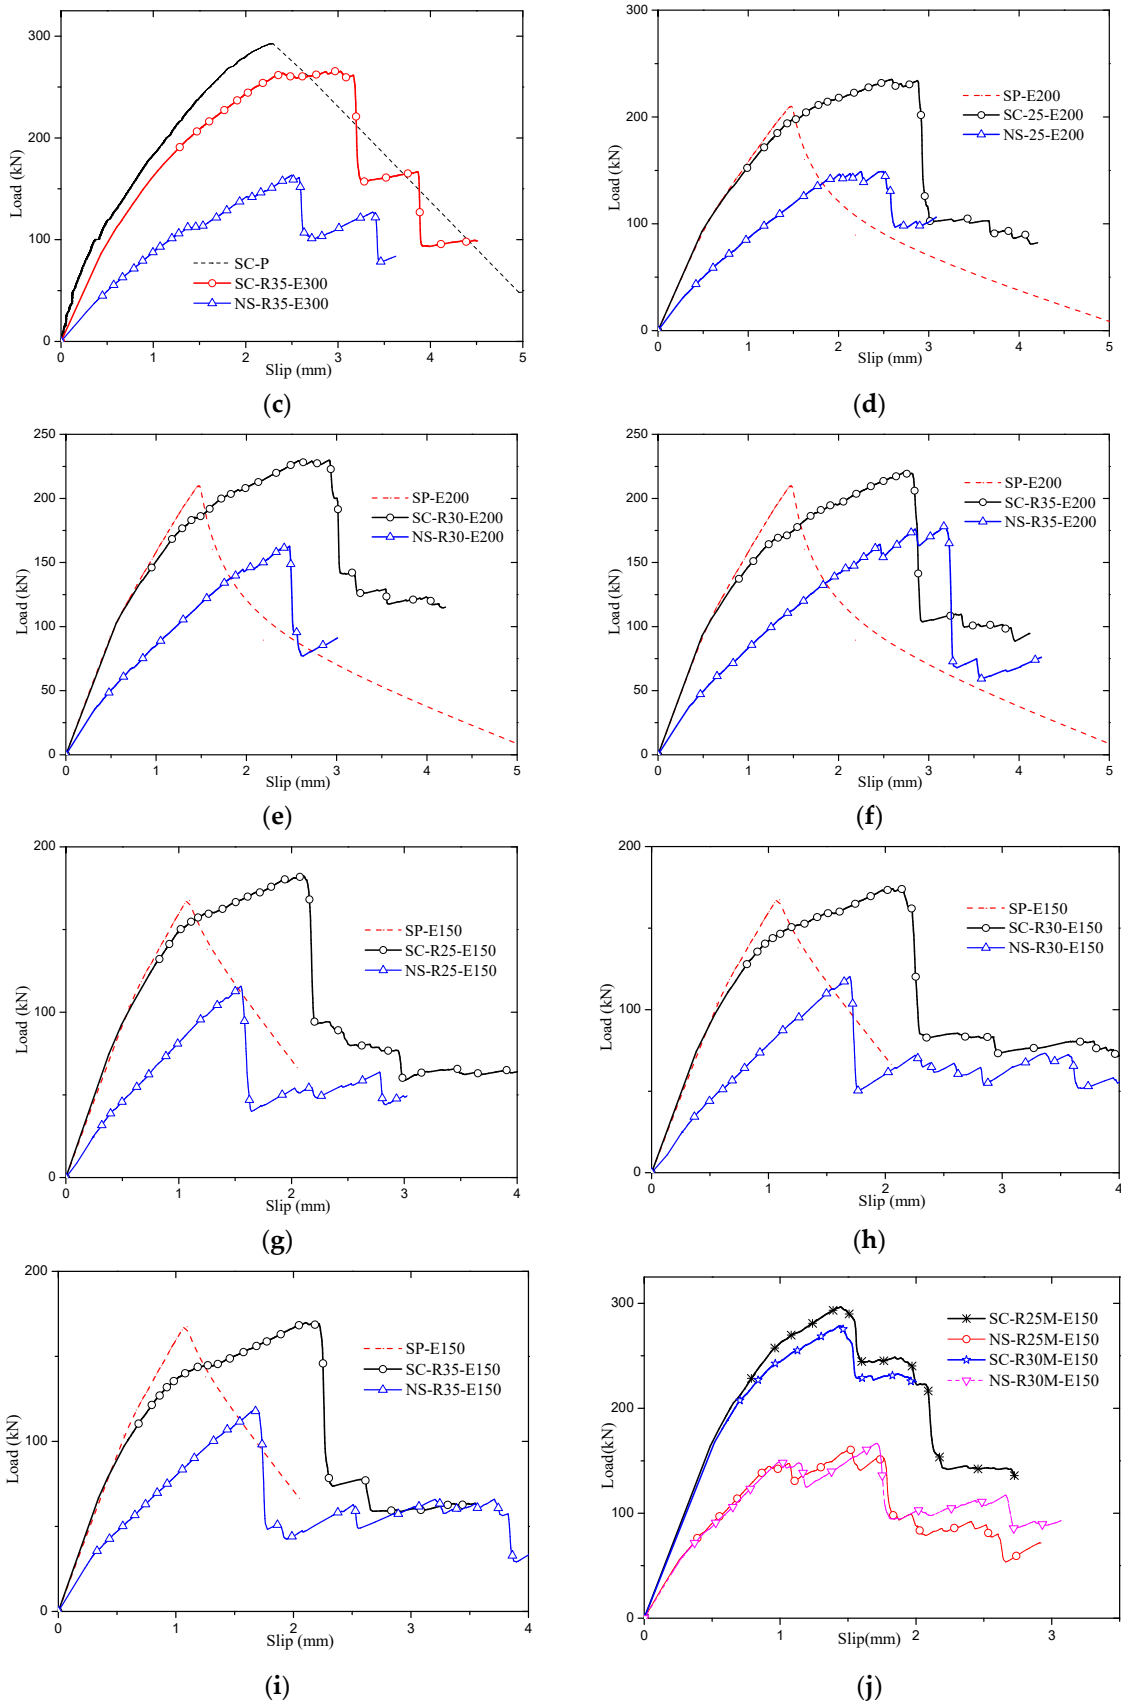 300
200
100
0
Load (kN)
SC-P
SC-R35-E300
NS-R35-E300
0 1 2 3 4 5
Slip (mm)
(c)
300
250
200
150
100
50
0
Load (kN)
SP-E200
SC-25-E200
NS-25-E200
0 1 2 3 4 5
Slip (mm)
(d)
250
200
150
100
50
0
Load (kN)
SP-E200
SC-R30-E200
NS-R30-E200
0 1 2 3 4 5
Slip (mm)
(e)
250
200
150
100
50
0
Load (kN)
SP-E200
SC-R35-E200
NS-R35-E200
0 1 2 3 4 5
Slip (mm)
(f)
200
100
0
Load (kN)
SP-E150
SC-R25-E150
NS-R25-E150
0 1 2 3 4
Slip (mm)
(g)
200
100
0
Load (kN)
SP-E150
SC-R30-E150
NS-R30-E150
0 1 2 3 4
Slip (mm)
(h)
200
100
0
Load (kN)
SP-E150
SC-R35-E150
NS-R35-E150
0 1 2 3 4
Slip (mm)
(i)
300
200
100
0
Load(kN)
SC-R25M-E150
NS-R25M-E150
SC-R30M-E150
NS-R30M-E150
0 1 2 3
Slip(mm)
(j)